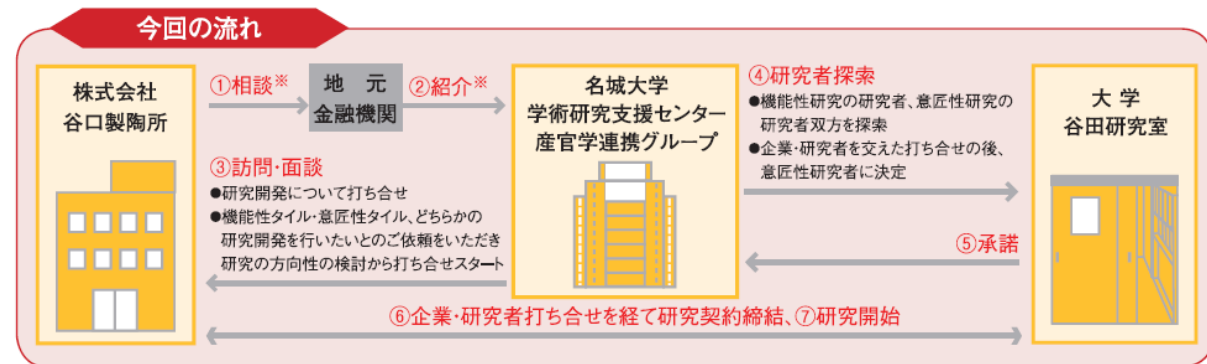 今回の流れ
株式会社
谷口製陶所
①相談※
地 元
金融機関
②紹介※
名城大学
学術研究支援センター
産官学連携グループ
③訪問・面談
●研究開発について打ち合せ
●機能性タイル・意匠性タイル、どちらかの
研究開発を行いたいとのご依頼をいただき
研究の方向性の検討から打ち合せスタート
④研究者探索
●機能性研究の研究者、意匠性研究の
研究者双方を探索
●企業・研究者を交えた打ち合せの後、
意匠性研究者に決定
大 学
谷田研究室
⑤承諾
⑥企業・研究者打ち合せを経て研究契約締結、⑦研究開始